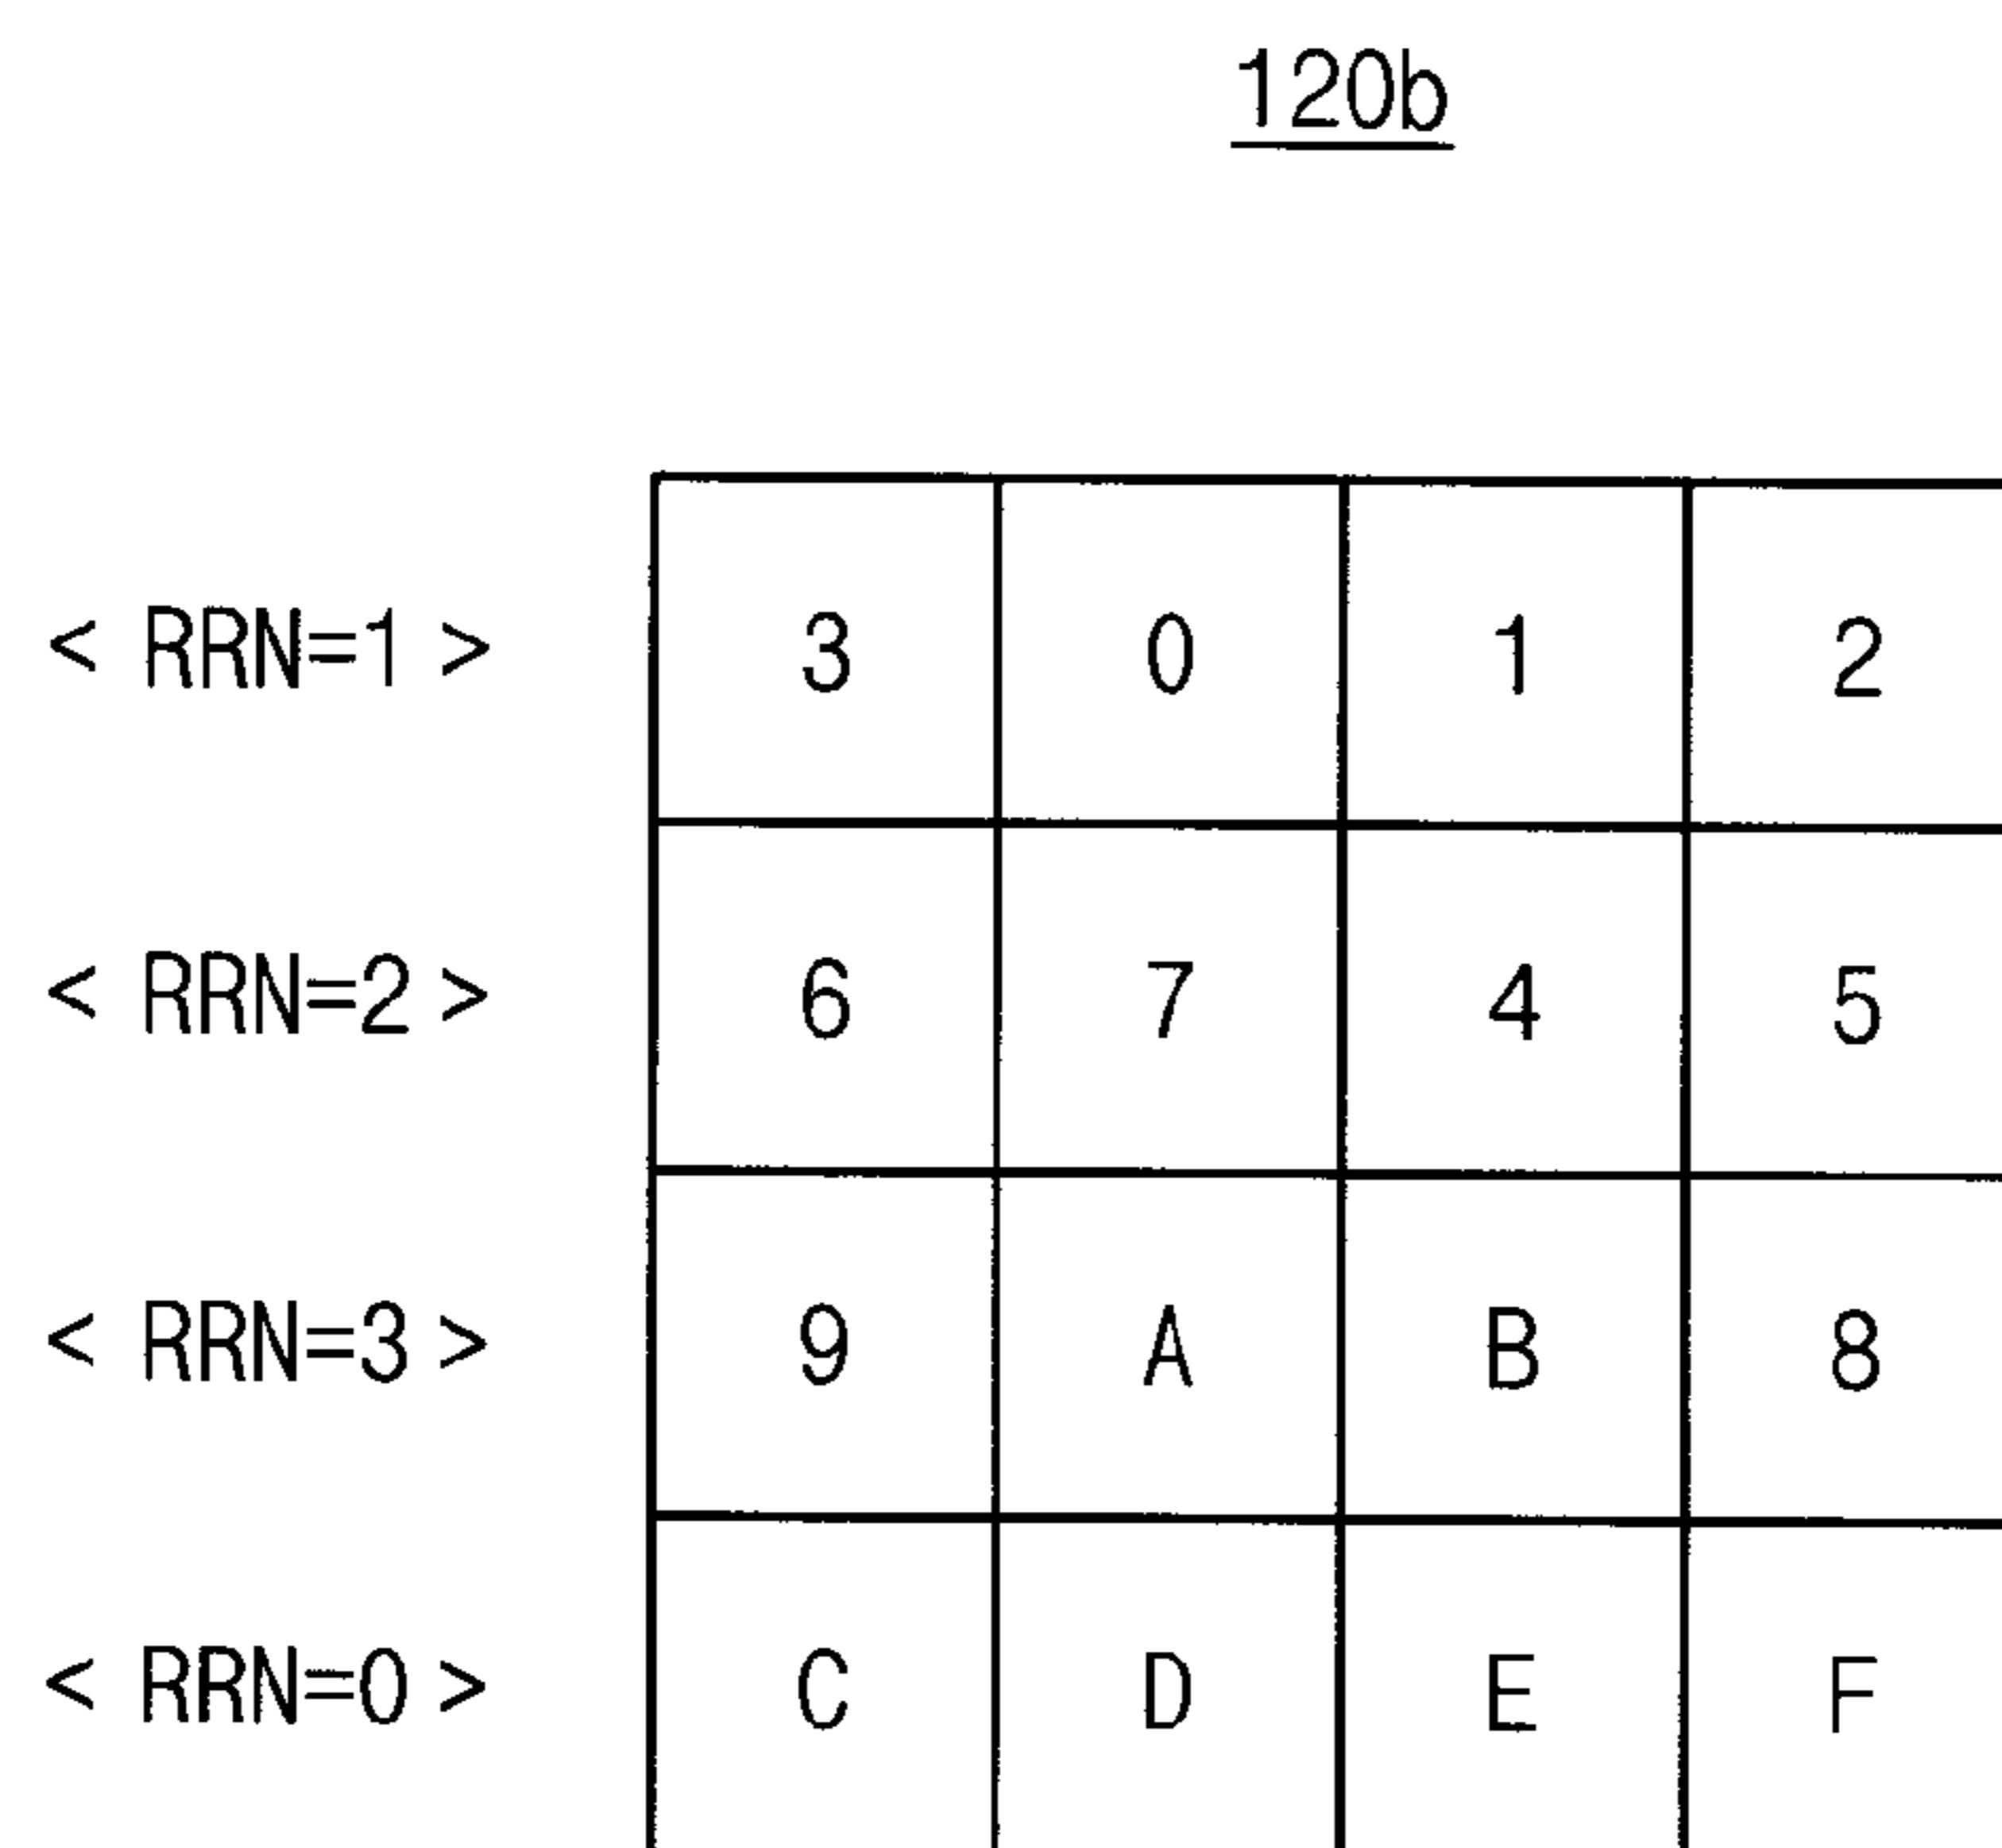 120b
< RRN=1 > 3 0 1 2
< RRN=2 > 6 7 4 5
< RRN=3 > 9 A B 8
< RRN=0 > C D E F